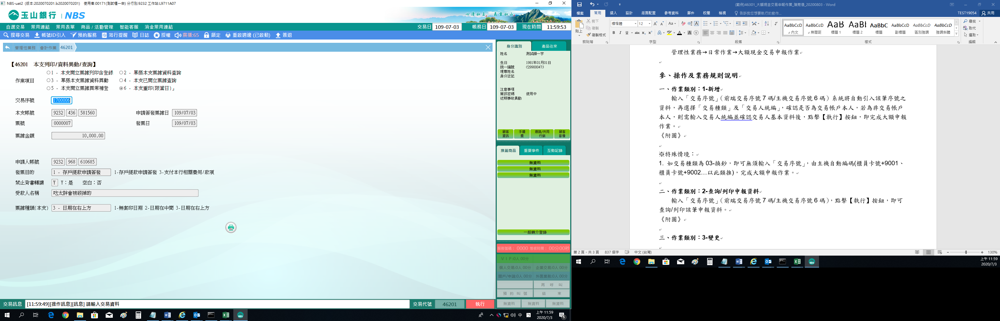 NBS-uat2 (版本:2020070201.b2020070201) 使用者:00171(測試櫃一幸) 分行別:9232 工作站:L9711A07
玉山銀行 NBS
心清如玉 義重如山
自選交易 常用連結 常用表單 商品/活動管理 智能客服 消金常用連結 交易日 109-07-03 帳務日 109-07-03 現在時間 11:59:53
搜尋交易 帳號ID引入 預約服務 蒞行提醒 日誌 授權 廣播:65 鎖定 重啟週邊(已啟動) 簽退
管理性業務 會計作業 46201
【46201 本支列印/資料異動/查詢】
作業項目
1 - 本支開立票據列印含登錄 2 - 單張本支票據資料查詢
3 - 單張本支票據資料異動 4 - 本支已開立票據查詢
5 - 本支開立票據異常補登 6 - 本支重印(限當日)」
交易序號 1700006
本支帳號 9232 436 581560 申請簽發票據日 109/07/03
票號 0000007 發票日 109/07/03
票據金額 10,000.00
申請人帳號 9232 968 610685
發票目的 1 - 存戶提款申請簽發 1-存戶提款申請簽發 3-支付本行相關費用/款項
禁止背書轉讓 Y Y:是 空白:否
受款人名稱 吃太胖會被殺掉的
票據種類(本支) 3 - 日期在右上方 1-無套印日期 2-日期在中間 3-日期在右上方
交易訊息 [11:59:49][操作訊息][訊息] 請輸入交易資料 交易代號 46201 執行
身分識別 產品往來
姓名 測試顏一宇
生日 1981年01月01日
統一編號 C299000473
理專姓名
身分註記
注意事項
簡訊密碼 使用中
近期事故異動
顧客資訊 手續費 通路/共同行銷 顧客影像
推薦商品 重要事件 互動記錄
無資料
無資料
無資料
一般轉介登錄
服務號碼: 0000 等候時間: 00分00秒
VIP:0人 00分
個人交易:0人 00分 企業交易:0人 00分
開戶/申請:0人 00分 外匯業務:0人 00分
再呼叫
預約叫號 結束
無資料 無資料 無資料
中
上午 11:59
2020/7/3
6
(範例)46301_大額現金交易申報作業_陳菀儀_20200803 - Word
檔案 常用 插入 設計 版面配置 參考資料 郵件 校閱 檢視 告訴我您想要執行的動作... TEST19054 共用
貼上 剪下 複製 複製格式
標楷體 12
AaBbCcD AaBbCcD AaB AaBl AaBbC AaBbCcD AaBbCcD AaBbCcD
內文 無間距 標題 1 標題 2 標題 副標題 區別強調 強調斜體
尋找 取代 選取
剪貼簿 字型 段落 樣式 編輯
管理性業務→日常作業→大額現金交易申報作業
參、操作及業務規則說明
一、作業類別:1-新增
輸入「交易序號」(前端交易序號 7 碼/主機交易序號 6 碼)系統將自動引入該筆序號之
資料,再選擇「交易種類」及「交易人統編」,確認是否為交易帳戶本人,若為非交易帳戶
本人,則需輸入交易人統編並確認交易人基本資料後,點擊【執行】按鈕,即完成大額申報
作業。
《附圖》
※特殊情境:
1. 如交易種類為 03-換鈔,即可無須輸入「交易序號」,由主機自動編碼(櫃員卡號+9001、
櫃員卡號+9002…以此類推),完成大額申報作業。
二、作業類別:2-查詢/列印申報資料
輸入「交易序號」(前端交易序號 7 碼/主機交易序號 6 碼),點擊【執行】按鈕,即可
查詢/列印該筆申報資料。
《附圖》
三、作業類別:3-變更
第 2 頁,共 3 頁 837 個字 中文 (台灣) 130%
上午 11:59
2020/7/3